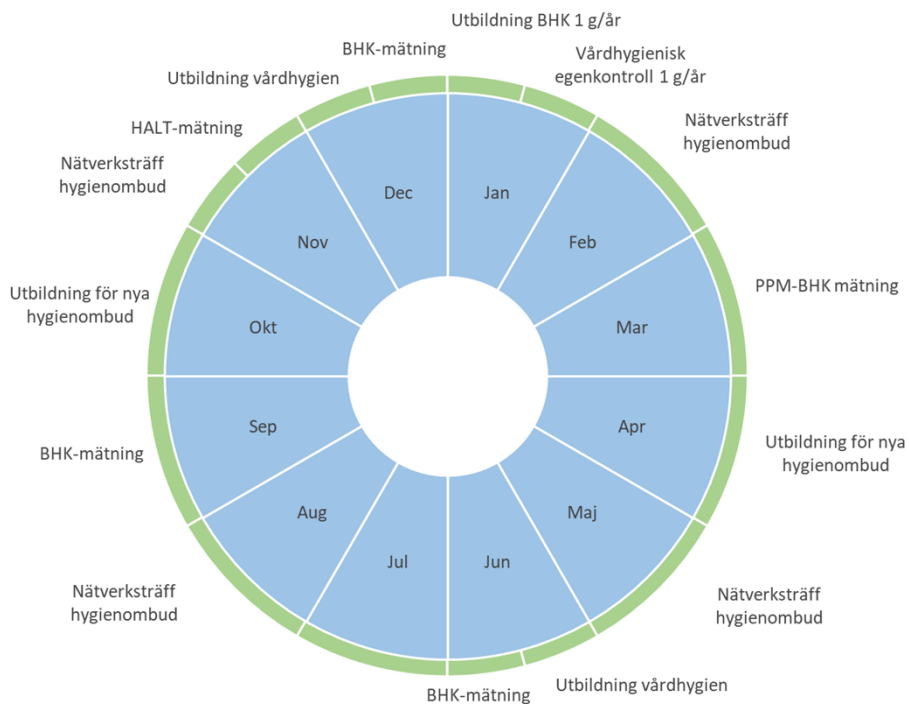 Utbildning BHK 1 g/år
Vårdhygienisk
egenkontroll 1 g/år
Nätverksträff
hygienombud
PPM-BHK mätning
Utbildning för nya
hygienombud
Nätverksträff
hygienombud
Utbildning vårdhygien
BHK-mätning
Nätverksträff
hygienombud
BHK-mätning
Utbildning för nya
hygienombud
Nätverksträff
hygienombud
HALT-mätning
Utbildning vårdhygien
BHK-mätning
Jan
Feb
Mar
Apr
Maj
Jun
Jul
Aug
Sep
Okt
Nov
Dec